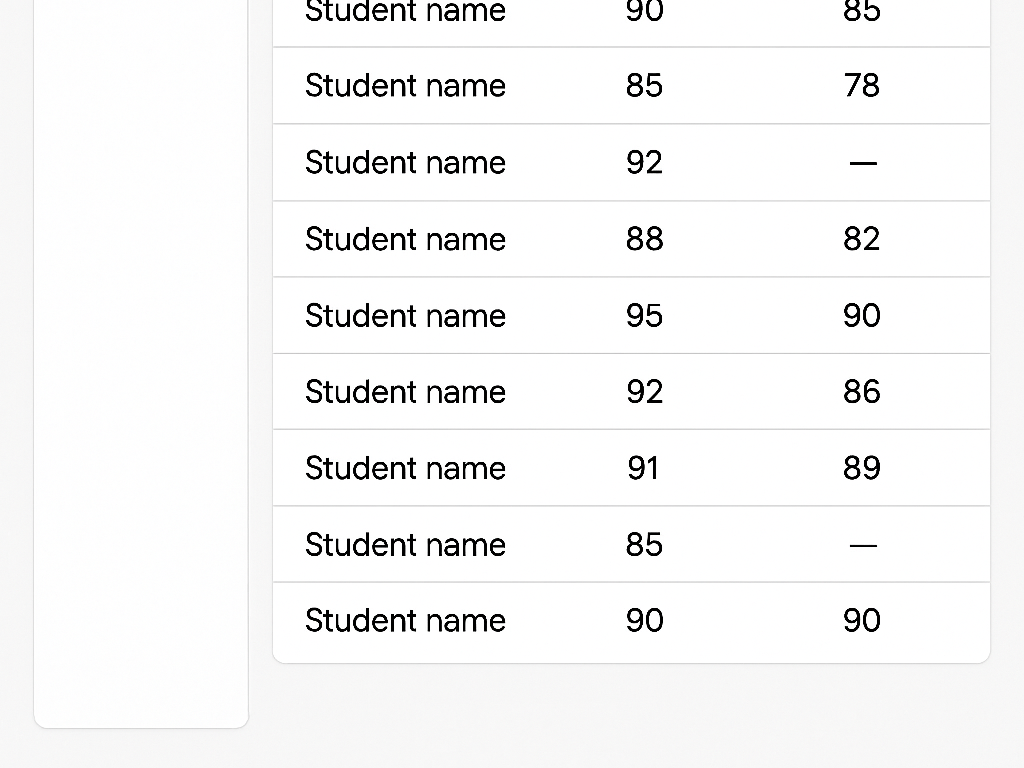 Student name 90 85
Student name 85 78
Student name 92 —
Student name 88 82
Student name 95 90
Student name 92 86
Student name 91 89
Student name 85 —
Student name 90 90